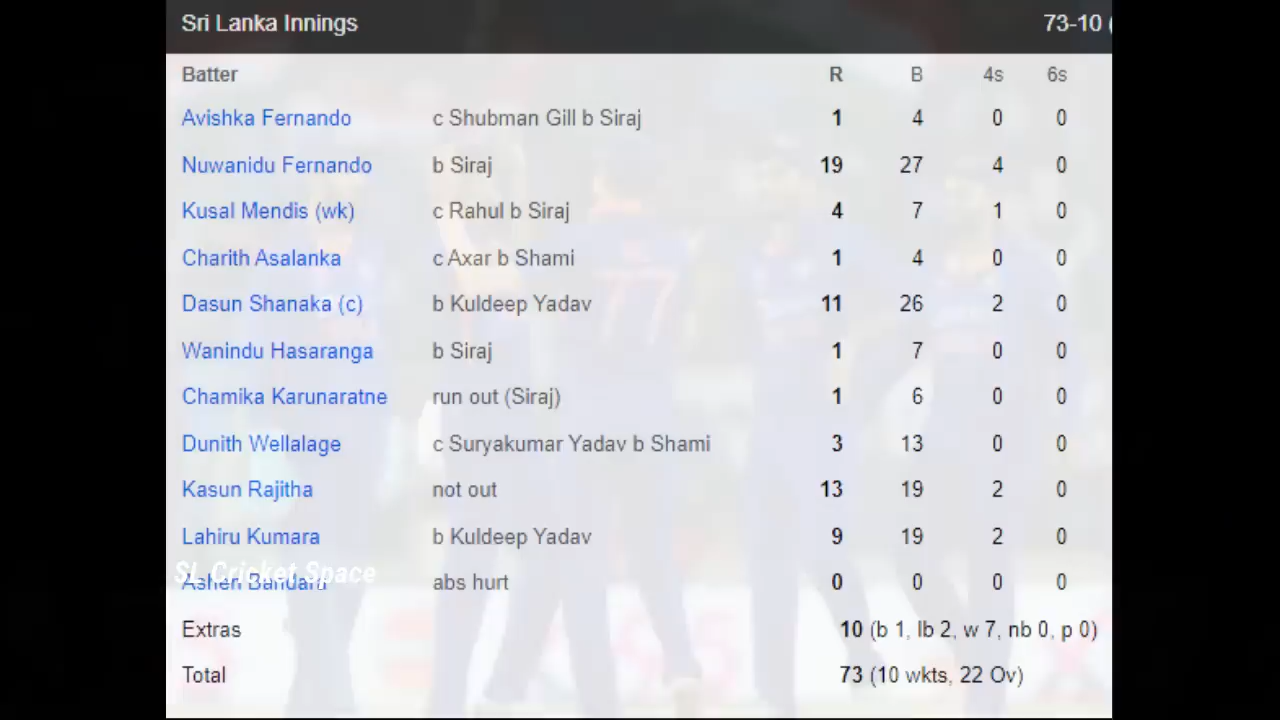 Sri Lanka Innings 73-10 (
Batter R B 4s 6s
Avishka Fernando c Shubman Gill b Siraj 1 4 0 0
Nuwanidu Fernando b Siraj 19 27 4 0
Kusal Mendis (wk) c Rahul b Siraj 4 7 1 0
Charith Asalanka c Axar b Shami 1 4 0 0
Dasun Shanaka (c) b Kuldeep Yadav 11 26 2 0
Wanindu Hasaranga b Siraj 1 7 0 0
Chamika Karunaratne run out (Siraj) 1 6 0 0
Dunith Wellalage c Suryakumar Yadav b Shami 3 13 0 0
Kasun Rajitha not out 13 19 2 0
Lahiru Kumara b Kuldeep Yadav 9 19 2 0
SL Cricket Space
Ashen Bandara abs hurt 0 0 0 0
Extras 10 (b 1, lb 2, w 7, nb 0, p 0)
Total 73 (10 wkts, 22 Ov)
77